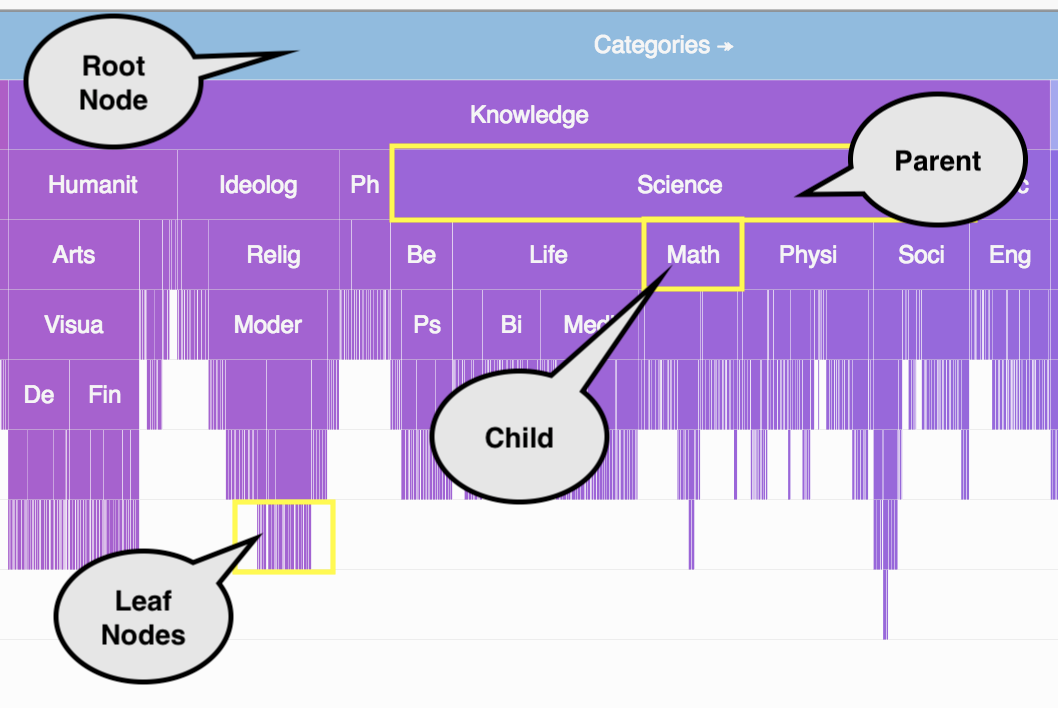 Categories →
Root
Node
Knowledge
Parent
Humanit
Ideolog
Ph
Science
c
Arts
Relig
Be
Life
Math
Physi
Soci
Eng
Visua
Moder
Ps
Bi
Medi
De
Fin
Child
Leaf
Nodes